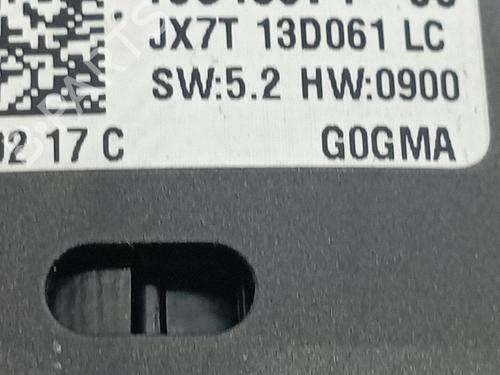 JX7T 13D061 LC
SW:5.2 HW:0900
17 C G0GMA